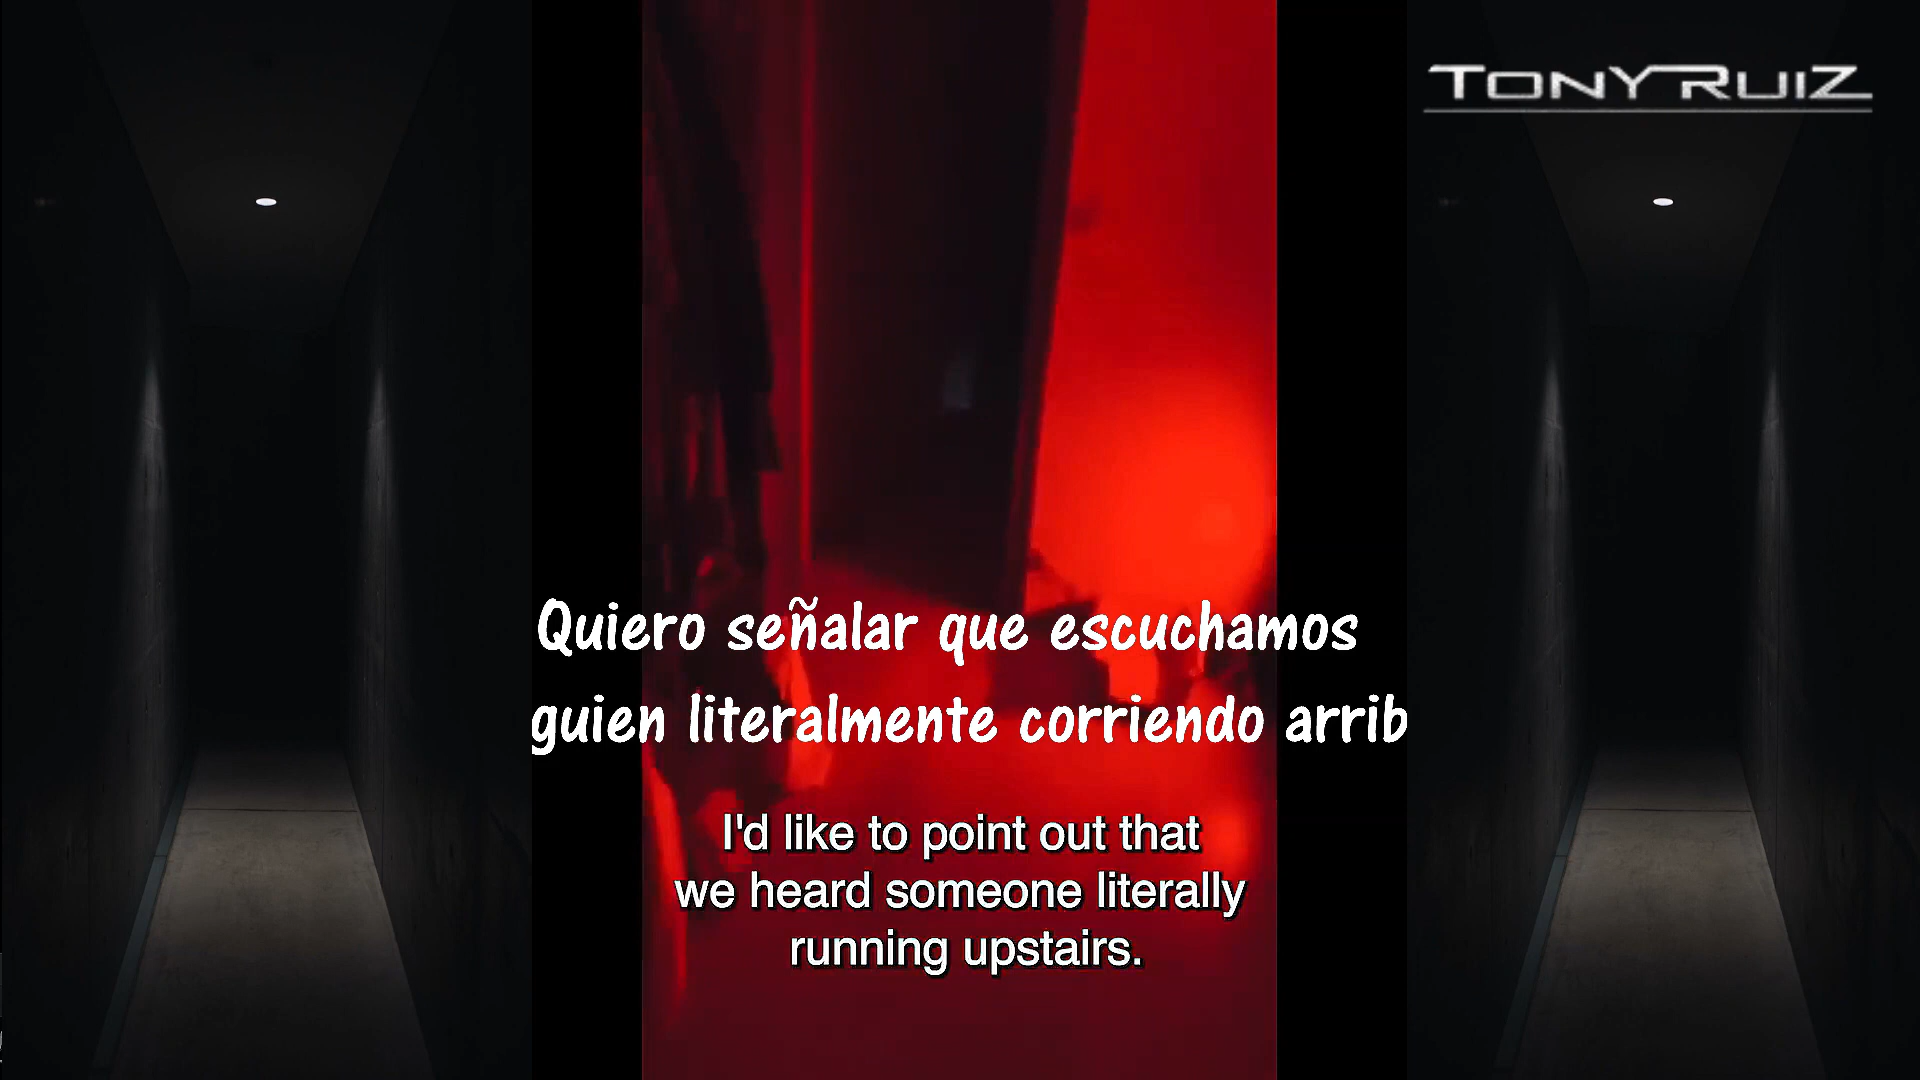 TONY RUIZ
Quiero señalar que escuchamos
guien literalmente corriendo arrib
I'd like to point out that
we heard someone literally
running upstairs.